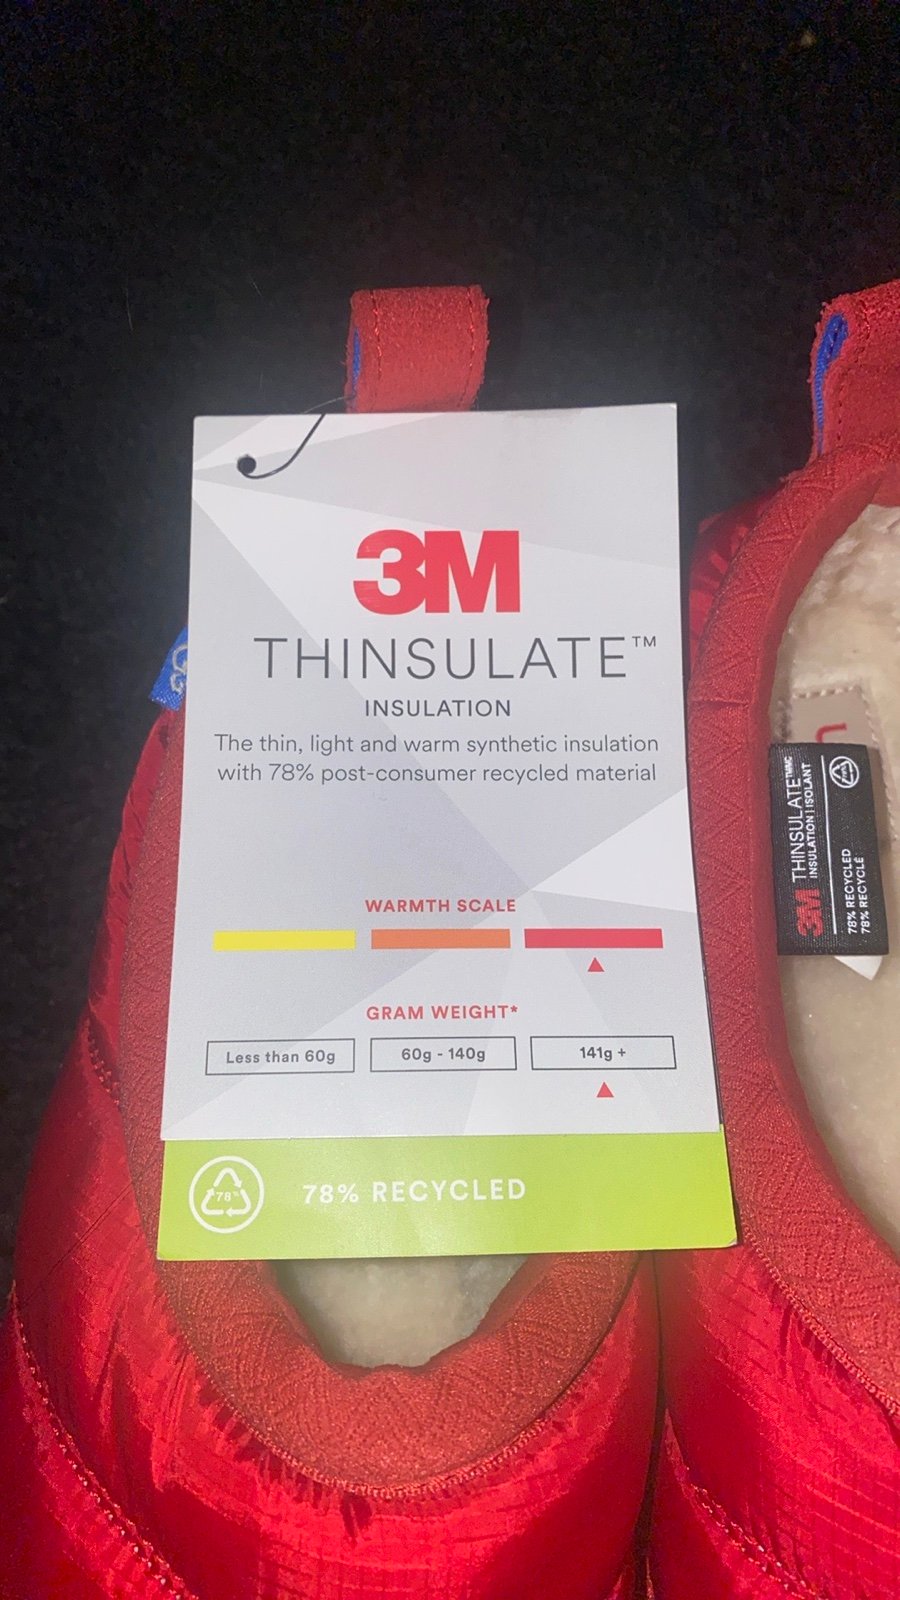 3M
THINSULATE™
INSULATION
The thin, light and warm synthetic insulation
with 78% post-consumer recycled material
WARMTH SCALE
GRAM WEIGHT*
Less than 60g
60g - 140g
141g +
78%
78% RECYCLED
3M THINSULATE
INSULATION | ISOLANT
78% RECYCLED
78% RECYCLÉ